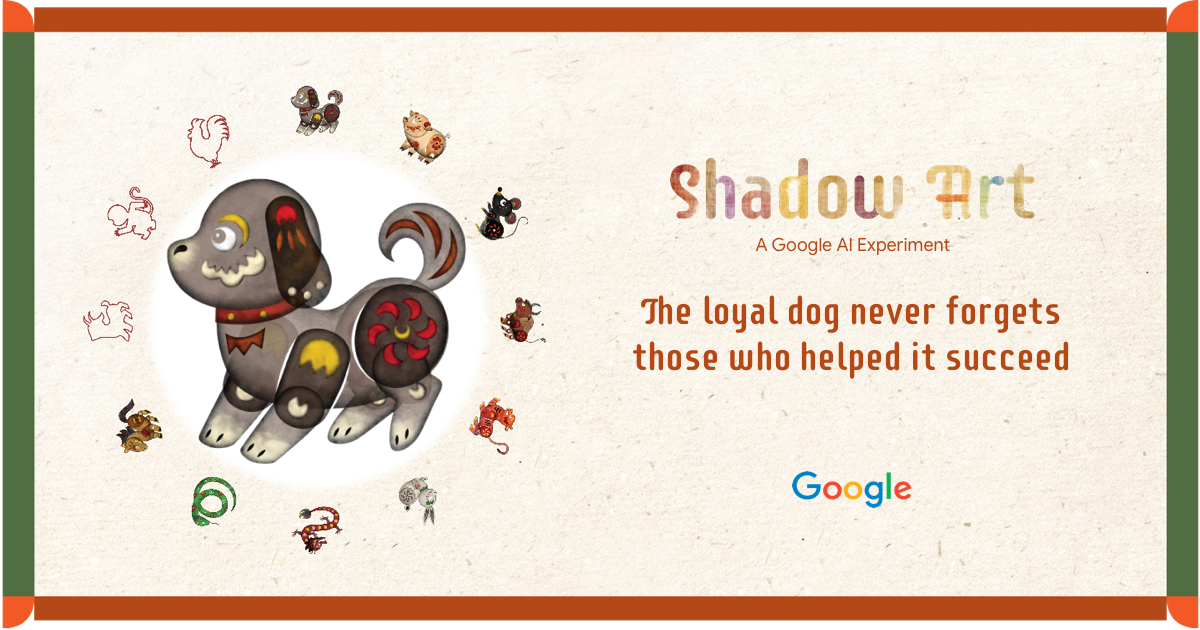 Shadow Art
A Google AI Experiment
The loyal dog never forgets
those who helped it succeed
Google